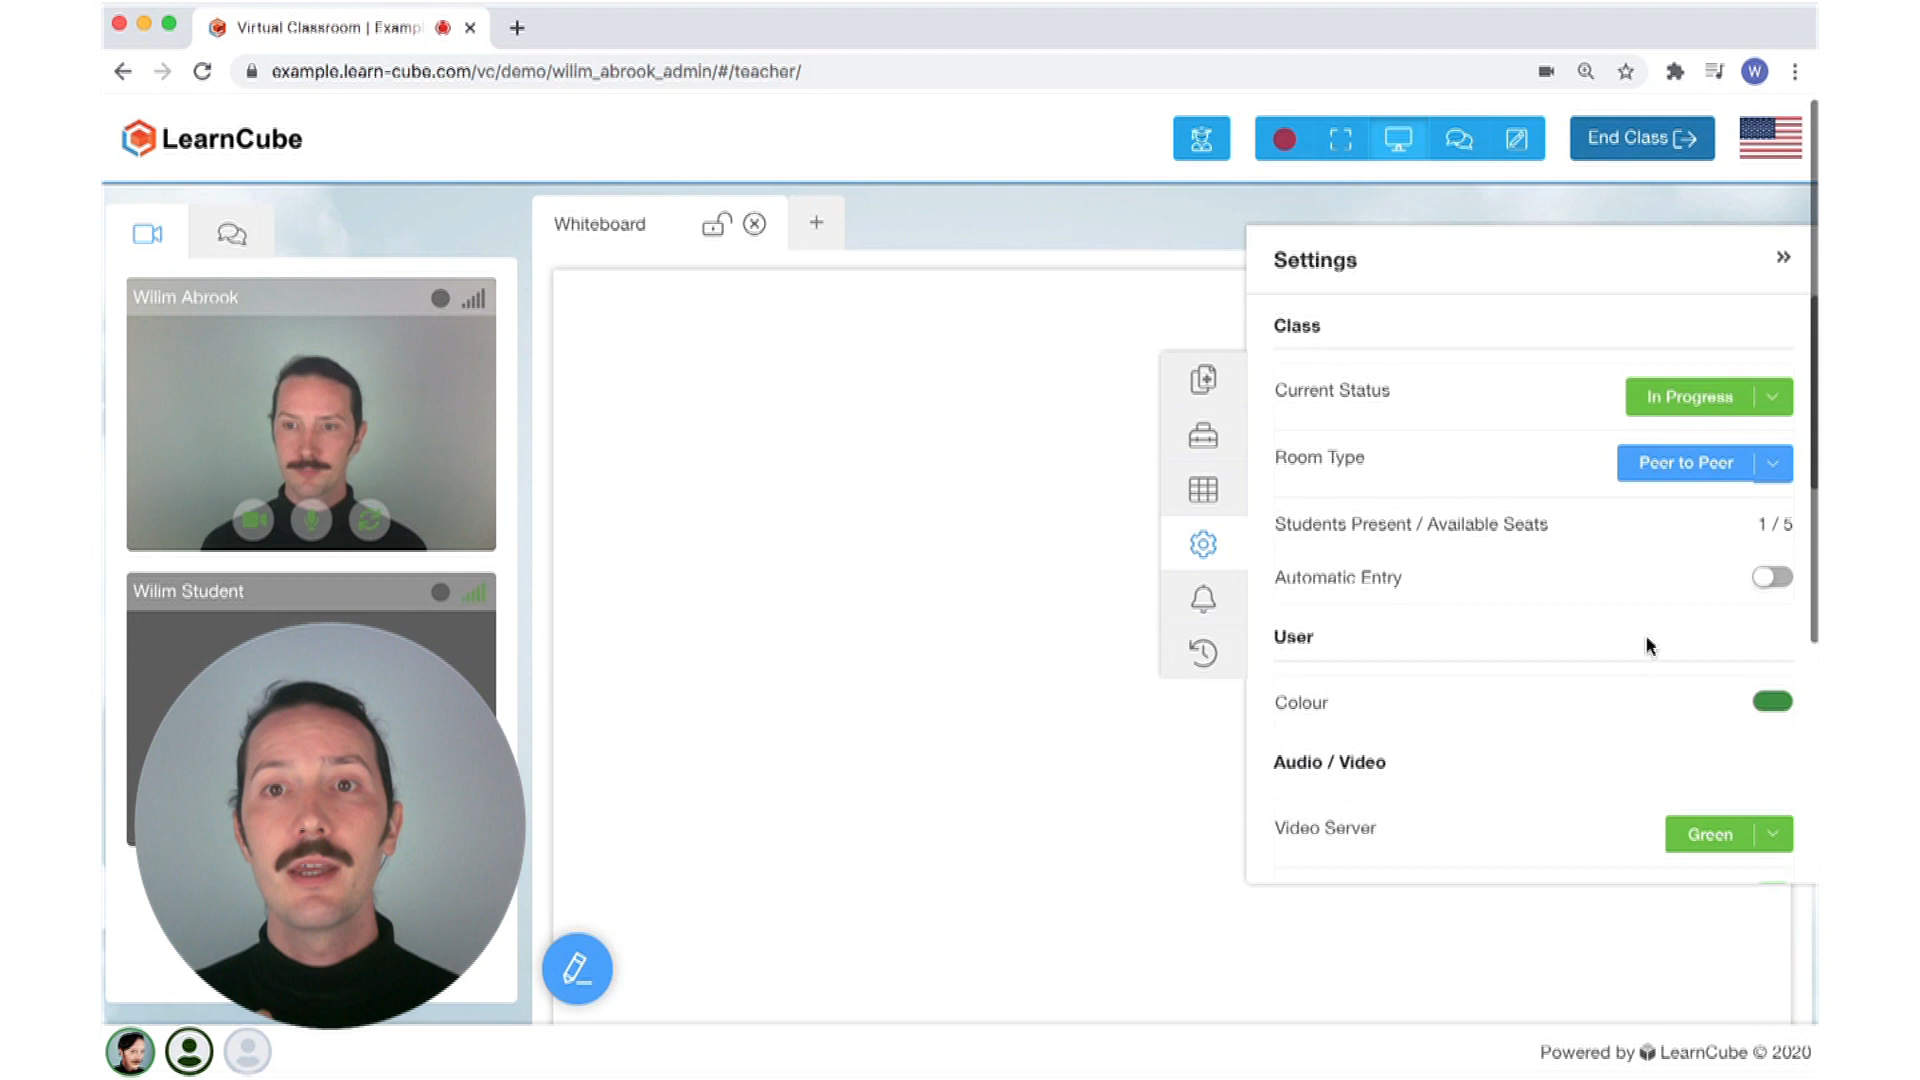 Virtual Classroom | Examp
example.learn-cube.com/vc/demo/wilim_abrook_admin/#/teacher/
W
LearnCube
End Class
Whiteboard
Settings
Wilim Abrook
Class
Current Status
In Progress
Room Type
Peer to Peer
Students Present / Available Seats
1 / 5
Automatic Entry
Wilim Student
User
Colour
Audio / Video
Video Server
Green
Powered by LearnCube © 2020